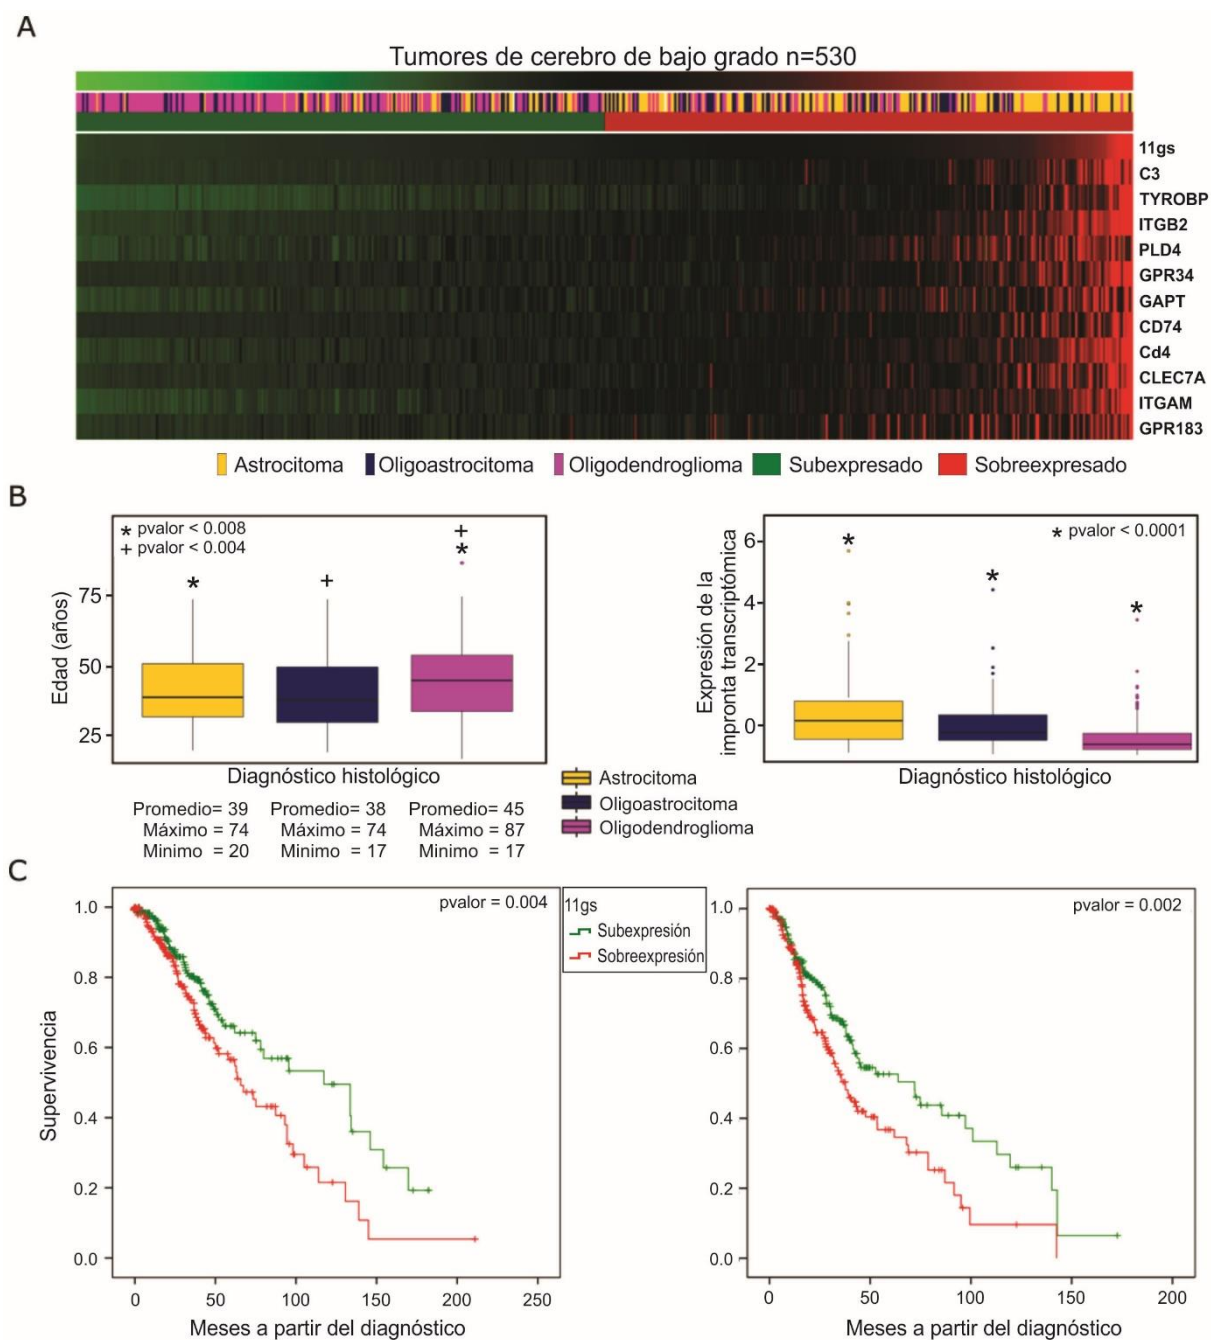 A
Tumores de cerebro de bajo grado n=530
11gs
C3
TYROBP
ITGB2
PLD4
GPR34
GAPT
CD74
Cd4
CLEC7A
ITGAM
GPR183
Astrocitoma Oligoastrocitoma Oligodendroglioma Subexpresado Sobreexpresado
B
* pvalor < 0.008
+ pvalor < 0.004
* + + *
75
50
25
Edad (años)
Diagnóstico histológico
Promedio= 39 Promedio= 38 Promedio= 45
Máximo = 74 Máximo = 74 Máximo = 87
Minimo = 20 Minimo = 17 Minimo = 17
* pvalor < 0.0001
* * *
6
4
2
0
Expresión de la
impronta transcriptómica
Diagnóstico histológico
Astrocitoma
Oligoastrocitoma
Oligodendroglioma
C
pvalor = 0.004
1.0
0.8
0.6
0.4
0.2
0.0
Supervivencia
0 50 100 150 200 250
Meses a partir del diagnóstico
11gs
Subexpresión
Sobreexpresión
pvalor = 0.002
1.0
0.8
0.6
0.4
0.2
0.0
0 50 100 150 200
Meses a partir del diagnóstico